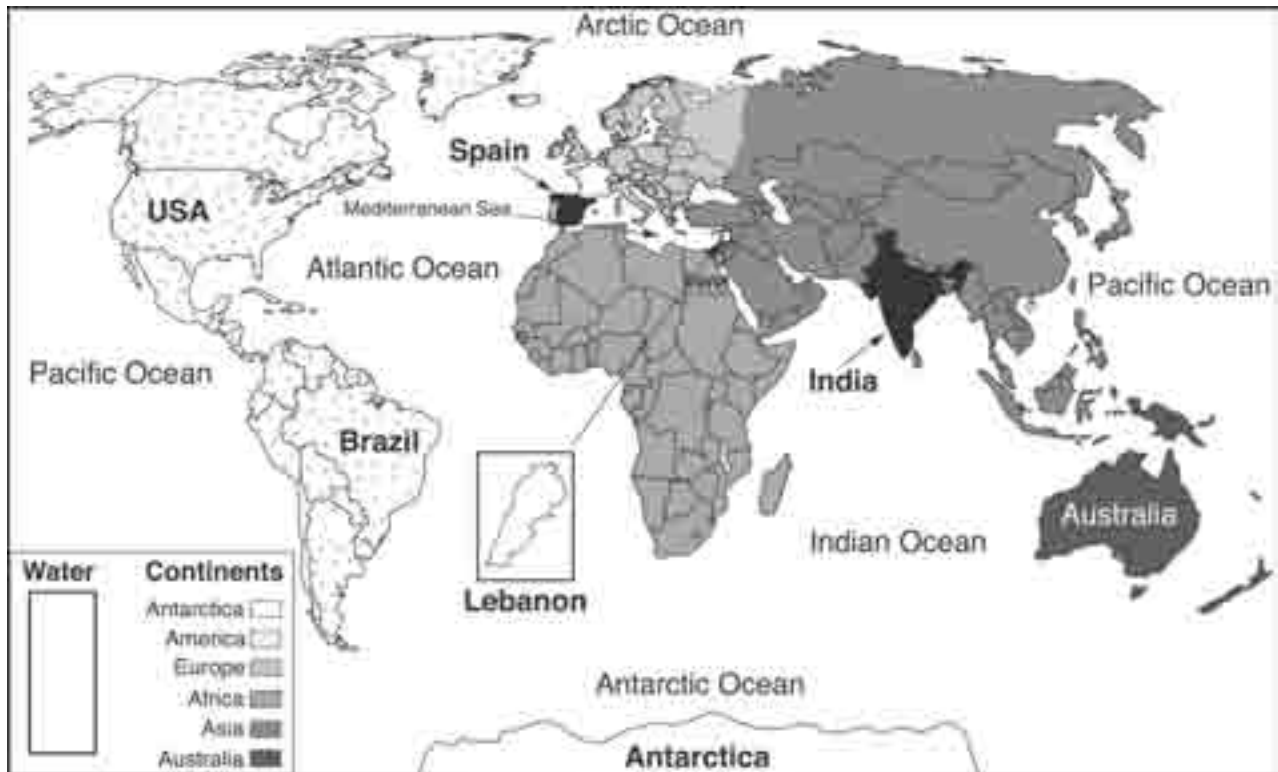 Arctic Ocean
Spain
USA
Mediterranean Sea
Atlantic Ocean
Pacific Ocean
Pacific Ocean
India
Brazil
Australia
Indian Ocean
Lebanon
Water
Continents
Antarctica
America
Europe
Africa
Asia
Australia
Antarctic Ocean
Antarctica